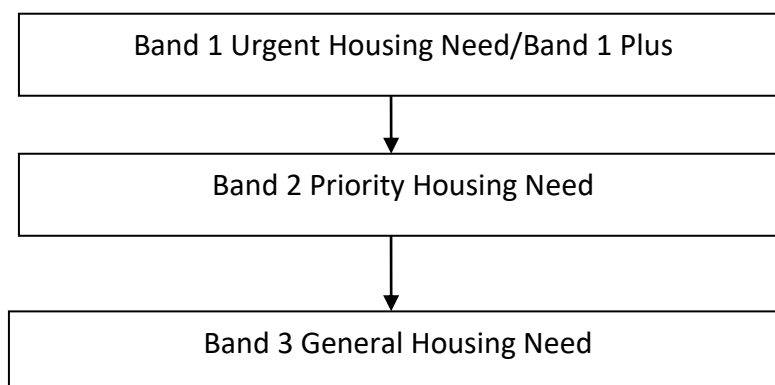 Band 1 Urgent Housing Need/Band 1 Plus
Band 2 Priority Housing Need
Band 3 General Housing Need